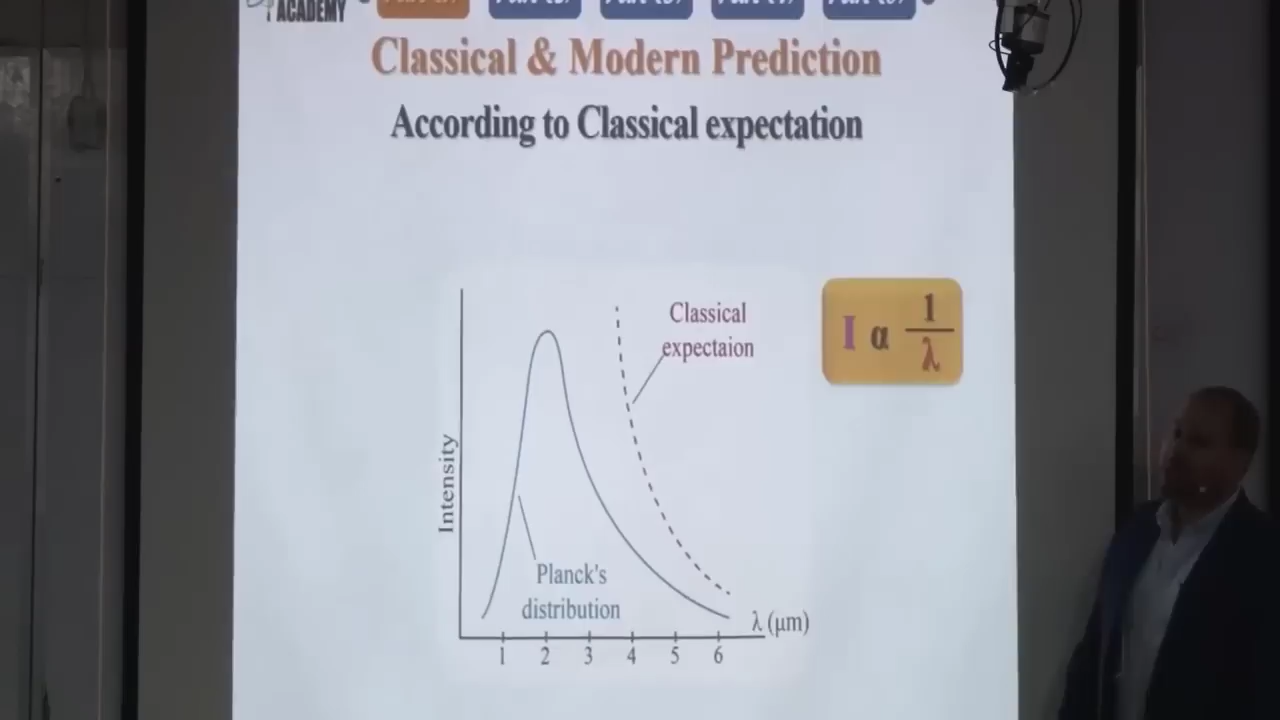 ACADEMY
Classical & Modern Prediction
According to Classical expectation
Classical
expectaion
I α 1/λ
Intensity
Planck's
distribution
λ (μm)
1 2 3 4 5 6